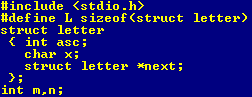 #include <stdio.h>
#define L sizeof(struct letter)
struct letter
{ int asc;
char x;
struct letter *next;
};
int m,n;